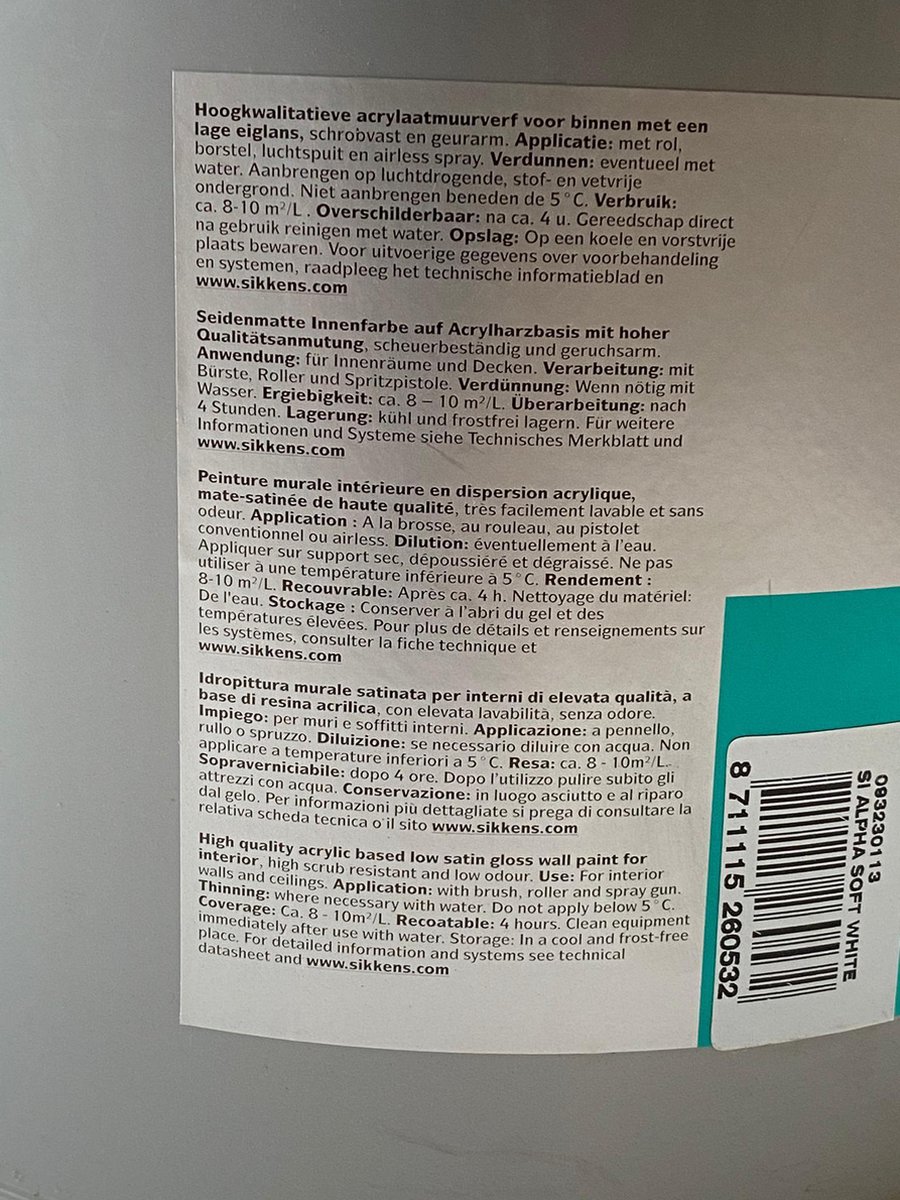 Hoogkwalitatieve acrylaatmuurverf voor binnen met een
lage eiglans, schrobvast en geurarm. Applicatie: met rol,
borstel, luchtspuit en airless spray. Verdunnen: eventueel met
water. Aanbrengen op luchtdrogende, stof- en vetvrije
ondergrond. Niet aanbrengen beneden de 5°C. Verbruik:
ca. 8-10 m²/L . Overschilderbaar: na ca. 4 u. Gereedschap direct
na gebruik reinigen met water. Opslag: Op een koele en vorstvrije
plaats bewaren. Voor uitvoerige gegevens over voorbehandeling
en systemen, raadpleeg het technische informatieblad en
www.sikkens.com
Seidenmatte Innenfarbe auf Acrylharzbasis mit hoher
Qualitätsanmutung, scheuerbeständig und geruchsarm.
Anwendung: für Innenräume und Decken. Verarbeitung: mit
Bürste, Roller und Spritzpistole. Verdünnung: Wenn nötig mit
Wasser. Ergiebigkeit: ca. 8 – 10 m²/L. Überarbeitung: nach
4 Stunden. Lagerung: kühl und frostfrei lagern. Für weitere
Informationen und Systeme siehe Technisches Merkblatt und
www.sikkens.com
Peinture murale intérieure en dispersion acrylique,
mate-satinée de haute qualité, très facilement lavable et sans
odeur. Application : A la brosse, au rouleau, au pistolet
conventionnel ou airless. Dilution: éventuellement à l'eau.
Appliquer sur support sec, dépoussiéré et dégraissé. Ne pas
utiliser à une température inférieure à 5°C. Rendement :
8-10 m²/L. Recouvrable: Après ca. 4 h. Nettoyage du matériel:
De l'eau. Stockage : Conserver à l'abri du gel et des
températures élevées. Pour plus de détails et renseignements sur
les systèmes, consulter la fiche technique et
www.sikkens.com
Idropittura murale satinata per interni di elevata qualità, a
base di resina acrilica, con elevata lavabilità, senza odore.
Impiego: per muri e soffitti interni. Applicazione: a pennello,
rullo o spruzzo. Diluizione: se necessario diluire con acqua. Non
applicare a temperature inferiori a 5°C. Resa: ca. 8 - 10m²/L.
Sopraverniciabile: dopo 4 ore. Dopo l'utilizzo pulire subito gli
attrezzi con acqua. Conservazione: in luogo asciutto e al riparo
dal gelo. Per informazioni più dettagliate si prega di consultare la
relativa scheda tecnica o il sito www.sikkens.com
High quality acrylic based low satin gloss wall paint for
interior, high scrub resistant and low odour. Use: For interior
walls and ceilings. Application: with brush, roller and spray gun.
Thinning: where necessary with water. Do not apply below 5°C.
Coverage: Ca. 8 - 10m²/L. Recoatable: 4 hours. Clean equipment
immediately after use with water. Storage: In a cool and frost-free
place. For detailed information and systems see technical
datasheet and www.sikkens.com
093230113
SI ALPHA SOFT WHITE
8 711115 260532